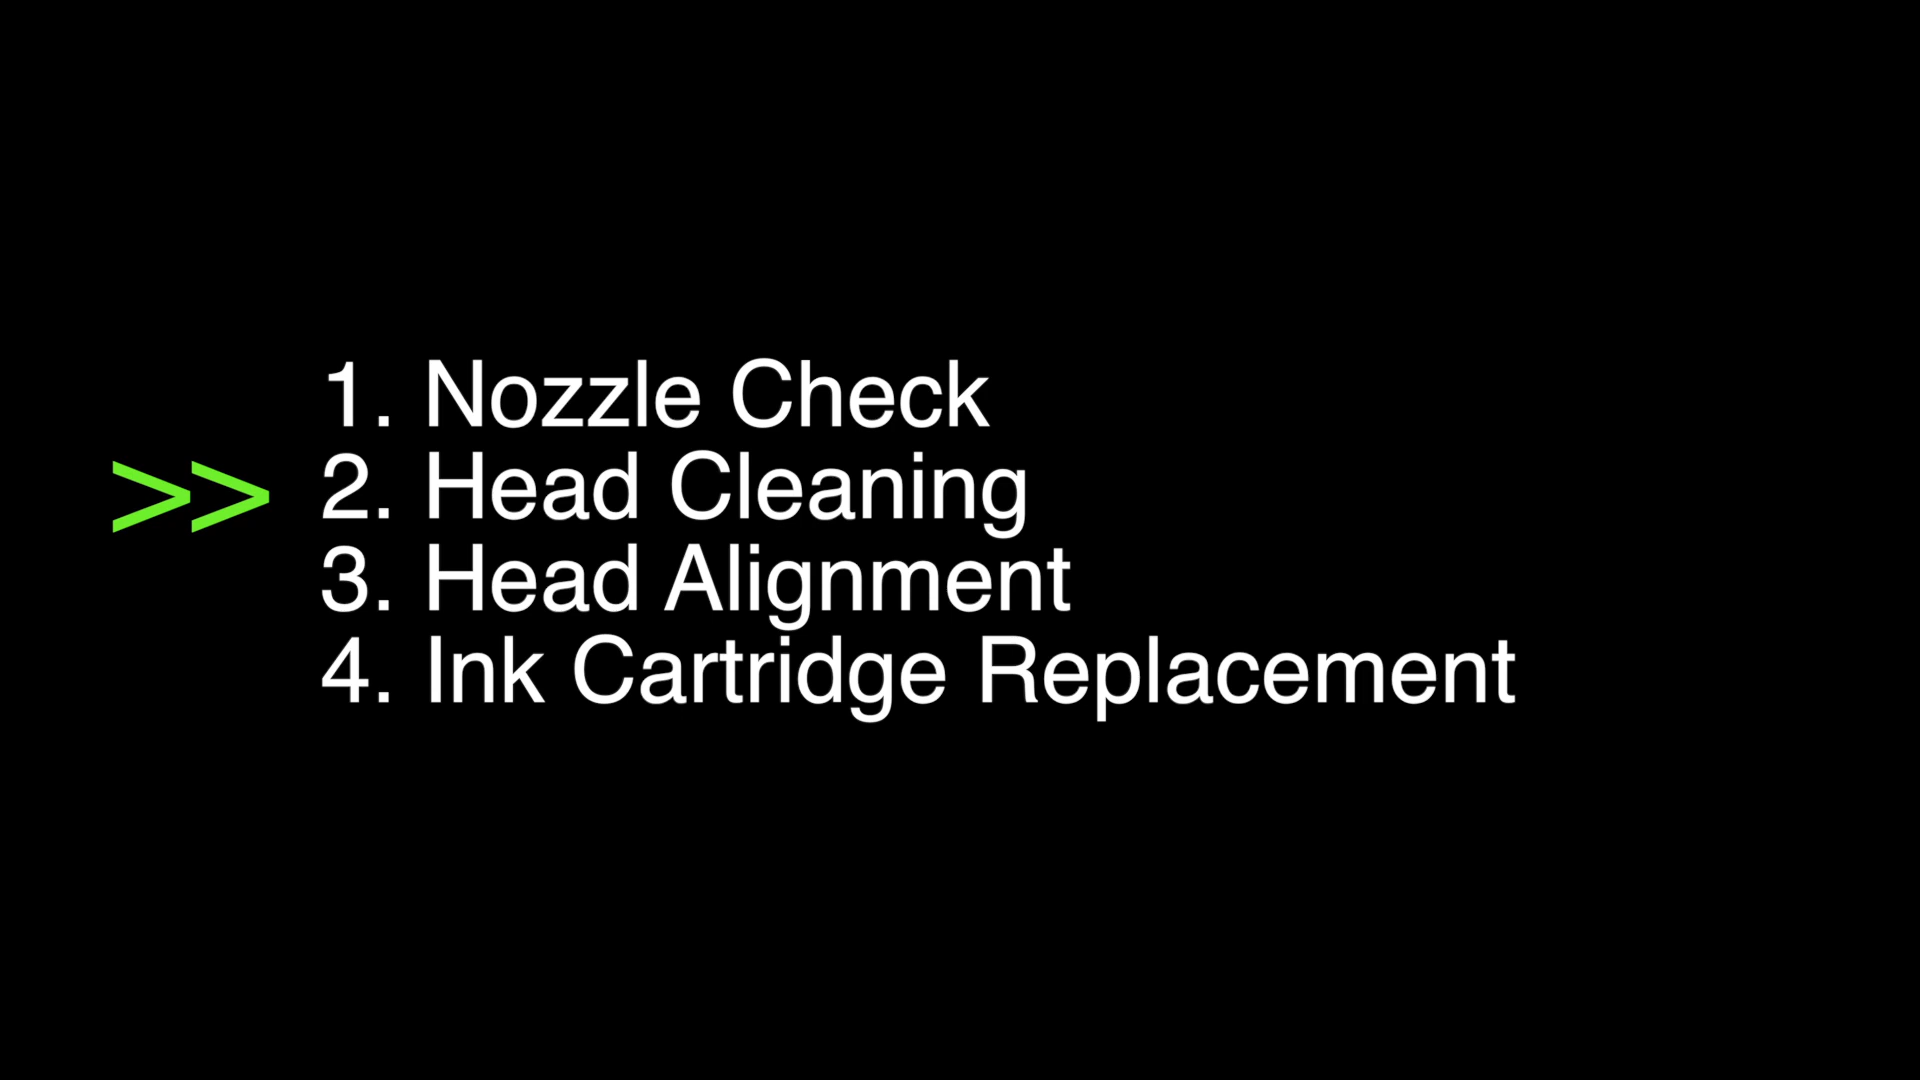 1. Nozzle Check
>> 2. Head Cleaning
3. Head Alignment
4. Ink Cartridge Replacement